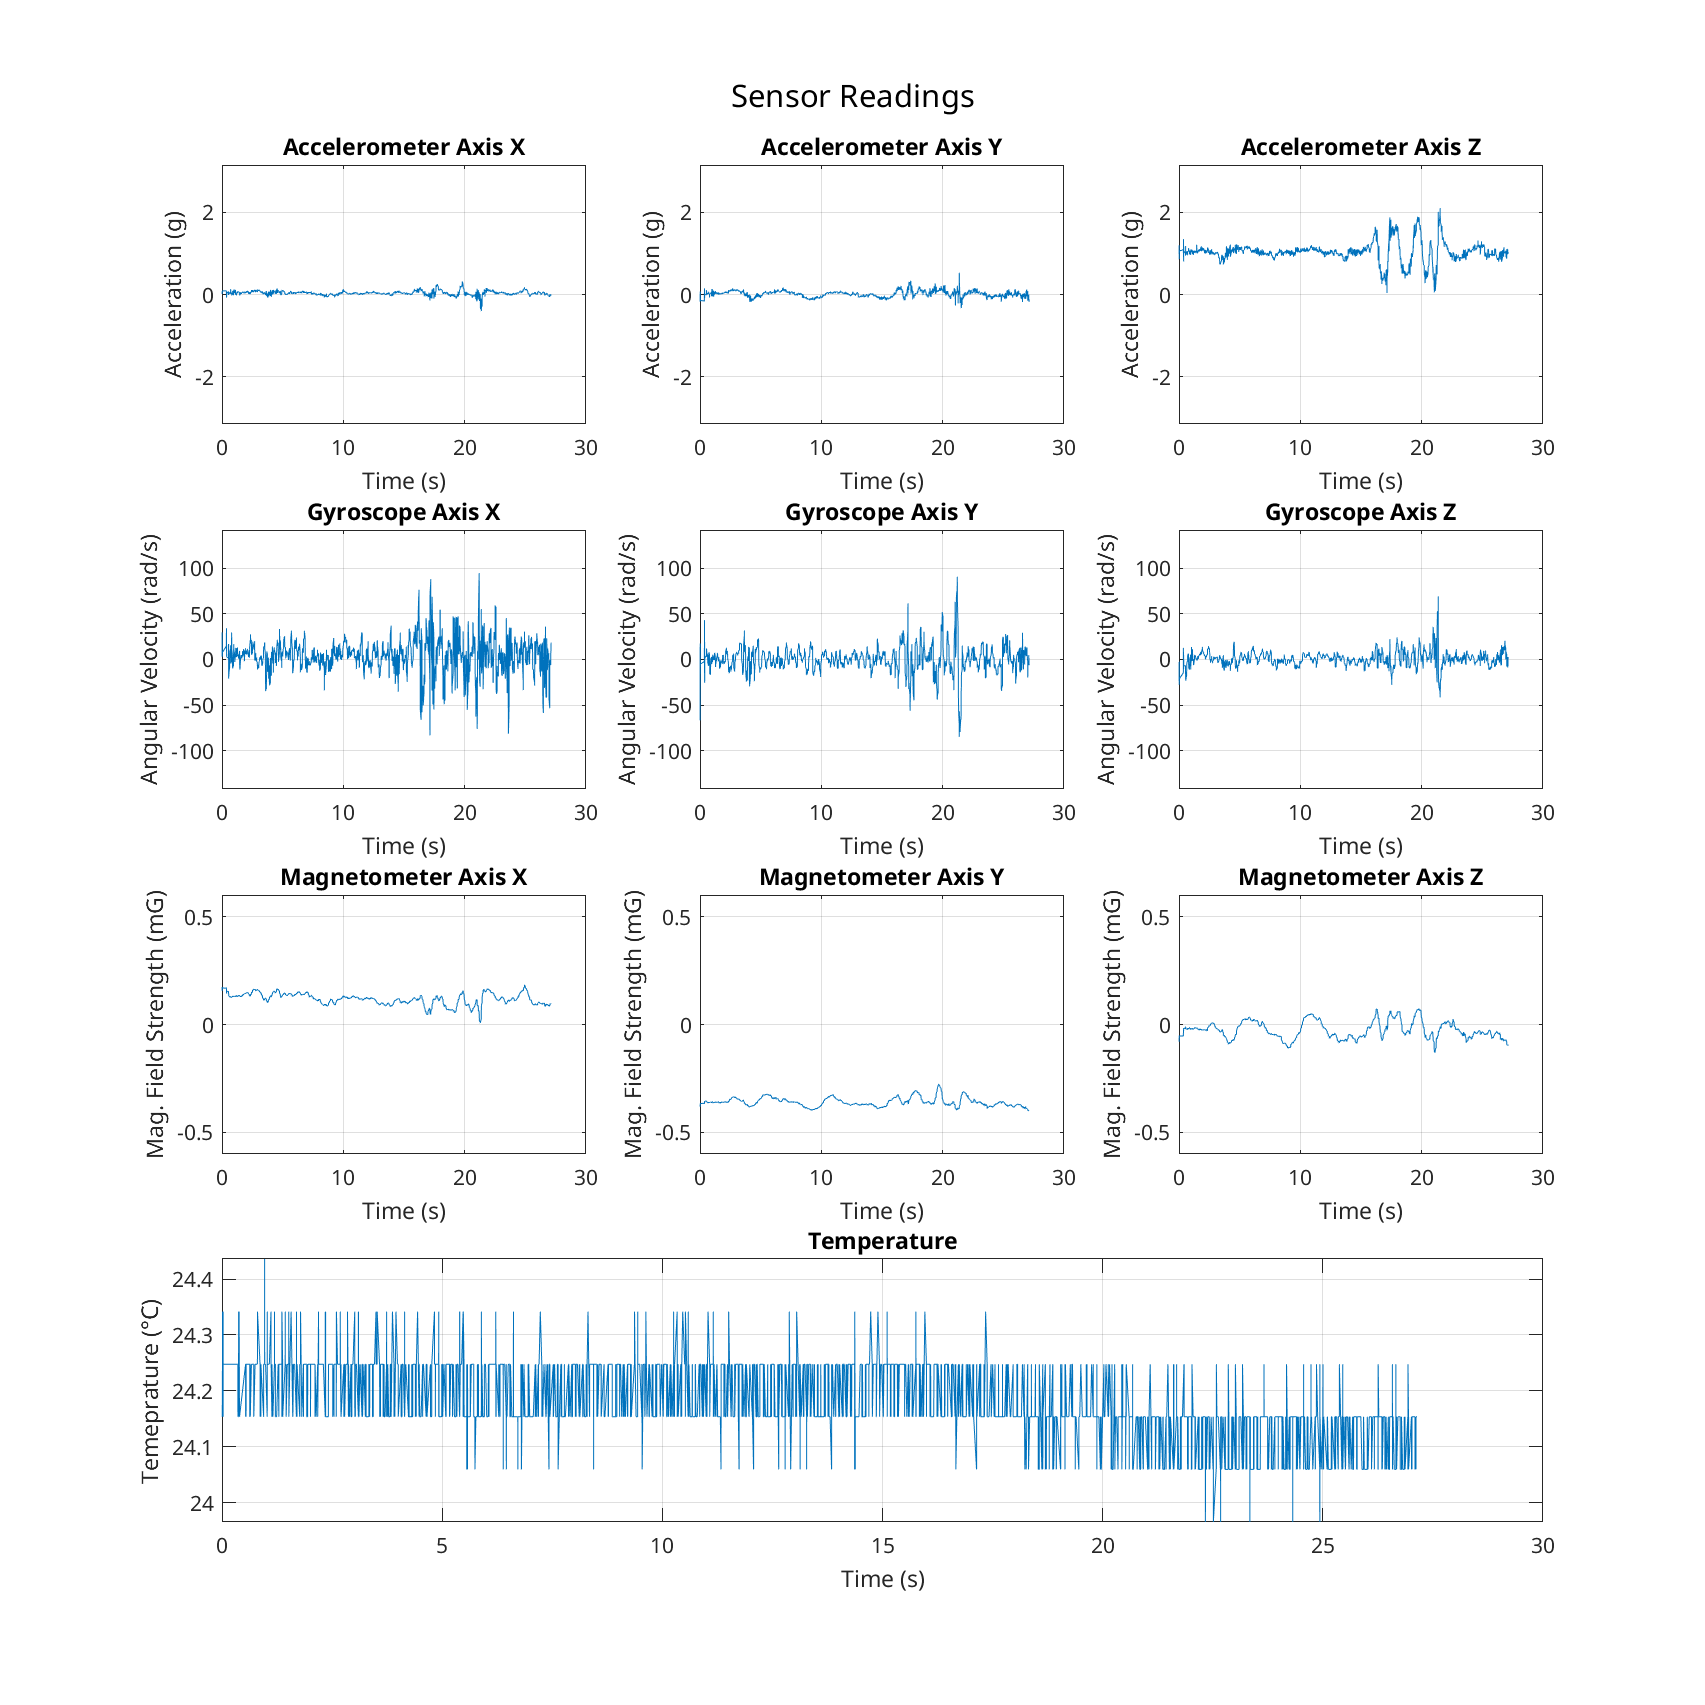 Sensor Readings
Accelerometer Axis X
Acceleration (g)
2
0
-2
0 10 20 30
Time (s)
Accelerometer Axis Y
Acceleration (g)
2
0
-2
0 10 20 30
Time (s)
Accelerometer Axis Z
Acceleration (g)
2
0
-2
0 10 20 30
Time (s)
Gyroscope Axis X
Angular Velocity (rad/s)
100
50
0
-50
-100
0 10 20 30
Time (s)
Gyroscope Axis Y
Angular Velocity (rad/s)
100
50
0
-50
-100
0 10 20 30
Time (s)
Gyroscope Axis Z
Angular Velocity (rad/s)
100
50
0
-50
-100
0 10 20 30
Time (s)
Magnetometer Axis X
Mag. Field Strength (mG)
0.5
0
-0.5
0 10 20 30
Time (s)
Magnetometer Axis Y
Mag. Field Strength (mG)
0.5
0
-0.5
0 10 20 30
Time (s)
Magnetometer Axis Z
Mag. Field Strength (mG)
0.5
0
-0.5
0 10 20 30
Time (s)
Temperature
Temeprature (°C)
24.4
24.3
24.2
24.1
24
0 5 10 15 20 25 30
Time (s)